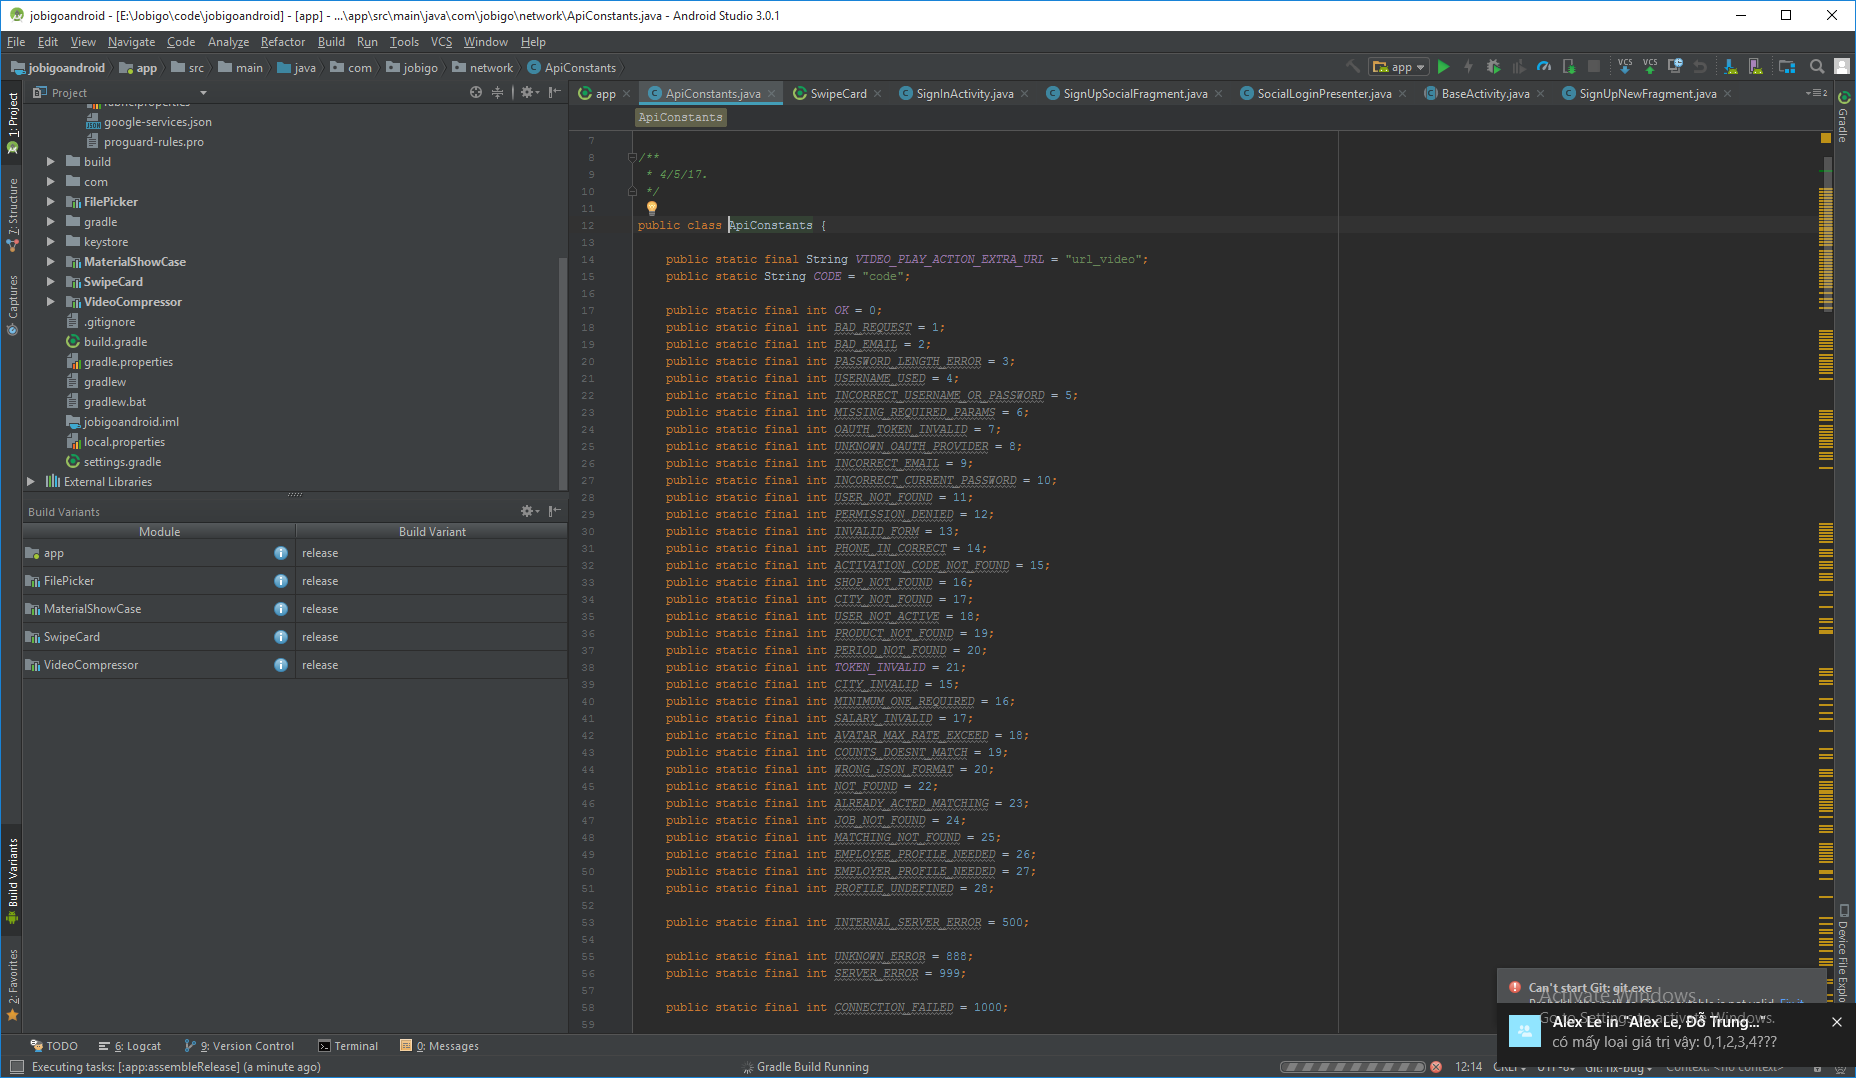 jobigoandroid - [E:\Jobigo\code\jobigoandroid] - [app] - ...\app\src\main\java\com\jobigo\network\ApiConstants.java - Android Studio 3.0.1
File Edit View Navigate Code Analyze Refactor Build Run Tools VCS Window Help
jobigoandroid app src main java com jobigo network ApiConstants
app
VCS VCS
1: Project
7: Structure
Captures
Build Variants
2: Favorites
Project
google-services.json
proguard-rules.pro
build
com
FilePicker
gradle
keystore
MaterialShowCase
SwipeCard
VideoCompressor
.gitignore
build.gradle
gradle.properties
gradlew
gradlew.bat
jobigoandroid.iml
local.properties
settings.gradle
External Libraries
Build Variants
Module Build Variant
app release
FilePicker release
MaterialShowCase release
SwipeCard release
VideoCompressor release
app ApiConstants.java SwipeCard SignInActivity.java SignUpSocialFragment.java SocialLoginPresenter.java BaseActivity.java SignUpNewFragment.java
ApiConstants
7
8 /**
9 * 4/5/17.
10 */
11
12 public class ApiConstants {
13
14 public static final String VIDEO_PLAY_ACTION_EXTRA_URL = "url_video";
15 public static String CODE = "code";
16
17 public static final int OK = 0;
18 public static final int BAD_REQUEST = 1;
19 public static final int BAD_EMAIL = 2;
20 public static final int PASSWORD_LENGTH_ERROR = 3;
21 public static final int USERNAME_USED = 4;
22 public static final int INCORRECT_USERNAME_OR_PASSWORD = 5;
23 public static final int MISSING_REQUIRED_PARAMS = 6;
24 public static final int OAUTH_TOKEN_INVALID = 7;
25 public static final int UNKNOWN_OAUTH_PROVIDER = 8;
26 public static final int INCORRECT_EMAIL = 9;
27 public static final int INCORRECT_CURRENT_PASSWORD = 10;
28 public static final int USER_NOT_FOUND = 11;
29 public static final int PERMISSION_DENIED = 12;
30 public static final int INVALID_FORM = 13;
31 public static final int PHONE_IN_CORRECT = 14;
32 public static final int ACTIVATION_CODE_NOT_FOUND = 15;
33 public static final int SHOP_NOT_FOUND = 16;
34 public static final int CITY_NOT_FOUND = 17;
35 public static final int USER_NOT_ACTIVE = 18;
36 public static final int PRODUCT_NOT_FOUND = 19;
37 public static final int PERIOD_NOT_FOUND = 20;
38 public static final int TOKEN_INVALID = 21;
39 public static final int CITY_INVALID = 15;
40 public static final int MINIMUM_ONE_REQUIRED = 16;
41 public static final int SALARY_INVALID = 17;
42 public static final int AVATAR_MAX_RATE_EXCEED = 18;
43 public static final int COUNTS_DOESNT_MATCH = 19;
44 public static final int WRONG_JSON_FORMAT = 20;
45 public static final int NOT_FOUND = 22;
46 public static final int ALREADY_ACTED_MATCHING = 23;
47 public static final int JOB_NOT_FOUND = 24;
48 public static final int MATCHING_NOT_FOUND = 25;
49 public static final int EMPLOYEE_PROFILE_NEEDED = 26;
50 public static final int EMPLOYER_PROFILE_NEEDED = 27;
51 public static final int PROFILE_UNDEFINED = 28;
52
53 public static final int INTERNAL_SERVER_ERROR = 500;
54
55 public static final int UNKNOWN_ERROR = 888;
56 public static final int SERVER_ERROR = 999;
57
58 public static final int CONNECTION_FAILED = 1000;
59
Gradle
Device File Explo
Can't start Git: git.exe
Activate Windows
Go to Settings to activate Windows.
Alex Le in "Alex Le, Đỗ Trung..."
có mấy loại giá trị vậy: 0,1,2,3,4???
TODO 6: Logcat 9: Version Control Terminal 0: Messages
Executing tasks: [:app:assembleRelease] (a minute ago) Gradle Build Running 12:14